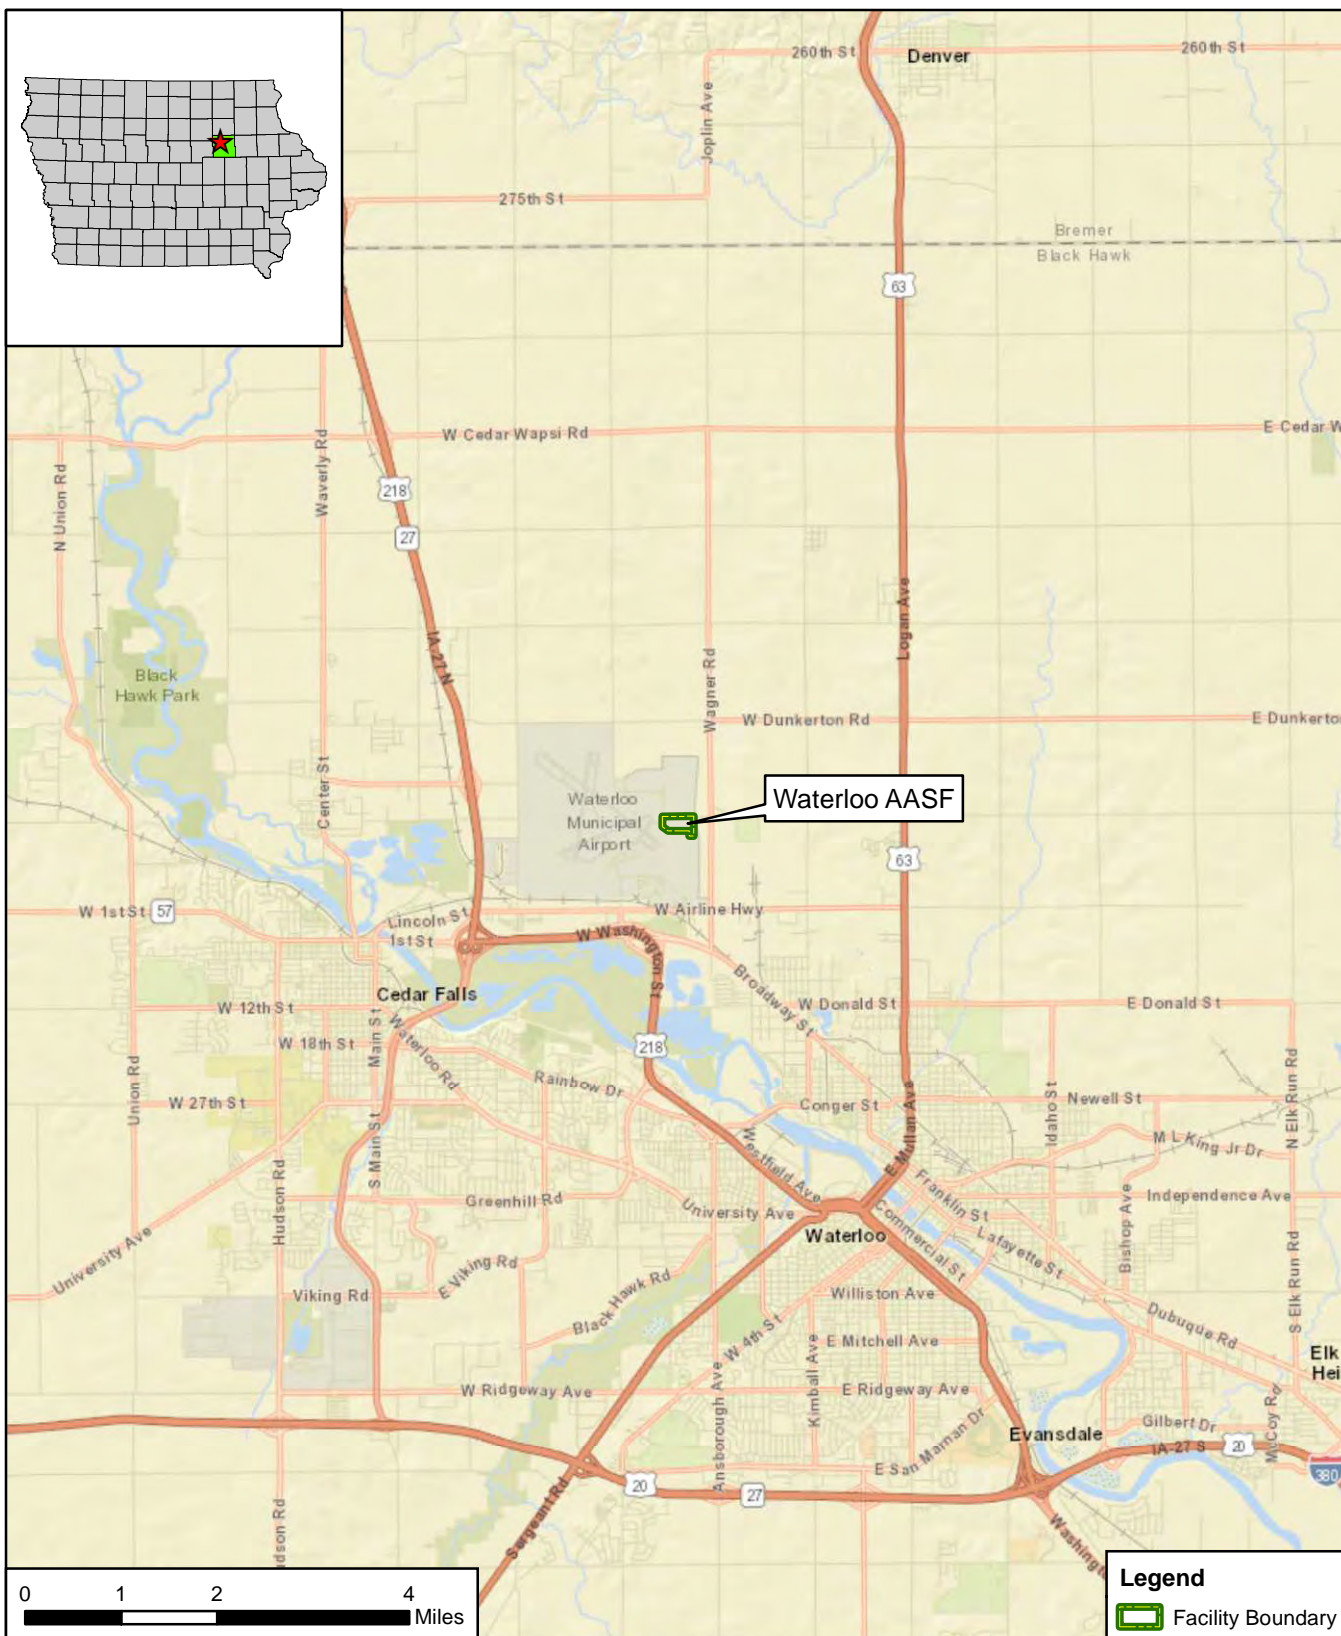 260th St
Denver
260th St
Joplin Ave
275th St
Bremer
Black Hawk
63
W Cedar Wapsi Rd
E Cedar W
N Union Rd
Waverly Rd
218
27
Logan Ave
IA-27 N
Black
Hawk Park
Wagner Rd
W Dunkerton Rd
E Dunkerto
Center St
Waterloo
Municipal
Airport
Waterloo AASF
63
W 1st St
57
Lincoln St
1st St
W Airline Hwy
W Washington St
Broadway St
Cedar Falls
W 12th St
W Donald St
E Donald St
Main St
Waterloo Rd
W 18th St
218
Rainbow Dr
Union Rd
W 27th St
Conger St
Newell St
Idaho St
N Elk Run Rd
S Main St
Westfield Ave
E Mullan Ave
M L King Jr Dr
Hudson Rd
Greenhill Rd
University Ave
Franklin St
Independence Ave
Bishop Ave
University Ave
Waterloo
Commercial St
Lafayette St
E Viking Rd
Viking Rd
Black Hawk Rd
Williston Ave
S Elk Run Rd
Dubuque Rd
W 4th St
E Mitchell Ave
Kimball Ave
Elk
Hei
W Ridgeway Ave
Ansborough Ave
E Ridgeway Ave
McCoy Rd
Gilbert Dr
Evansdale
E San Marnan Dr
IA-27 S
20
380
20
27
Sergeant Rd
udson Rd
Washingto
0 1 2 4
Miles
Legend
Facility Boundary